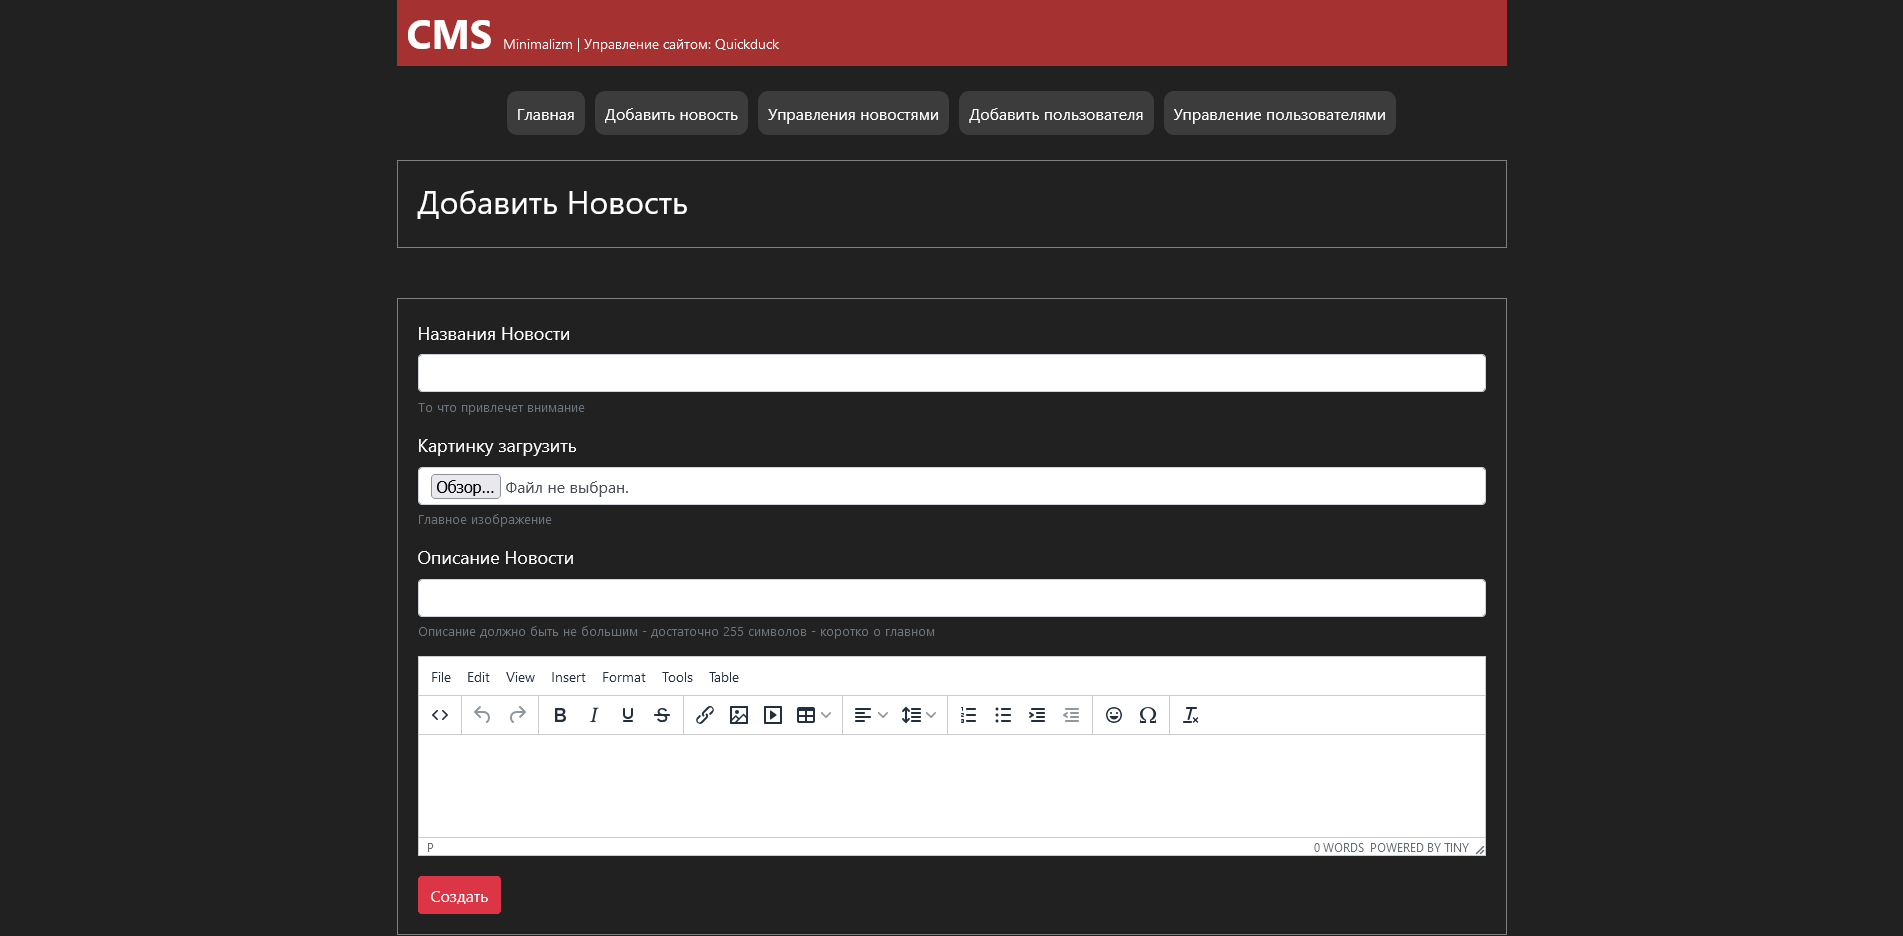 CMS Minimalizm | Управление сайтом: Quickduck
Главная Добавить новость Управления новостями Добавить пользователя Управление пользователями
Добавить Новость
Названия Новости
То что привлечет внимание
Картинку загрузить
Обзор... Файл не выбран.
Главное изображение
Описание Новости
Описание должно быть не большим - достаточно 255 символов - коротко о главном
File Edit View Insert Format Tools Table
P 0 WORDS POWERED BY TINY
Создать